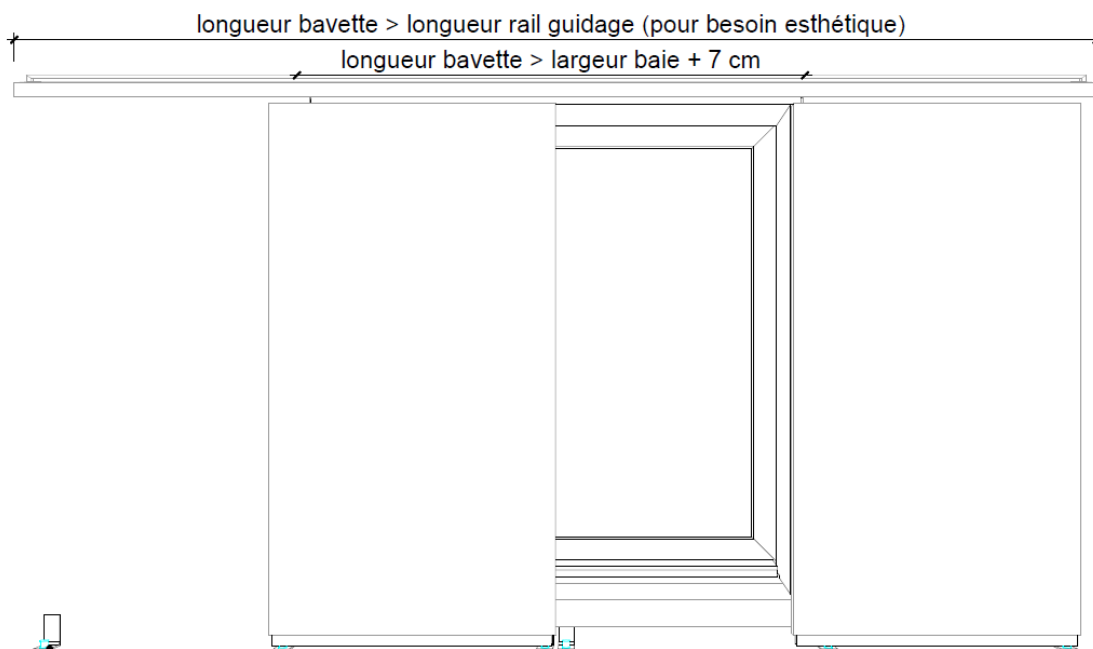 longueur bavette > longueur rail guidage (pour besoin esthétique)
longueur bavette > largeur baie + 7 cm